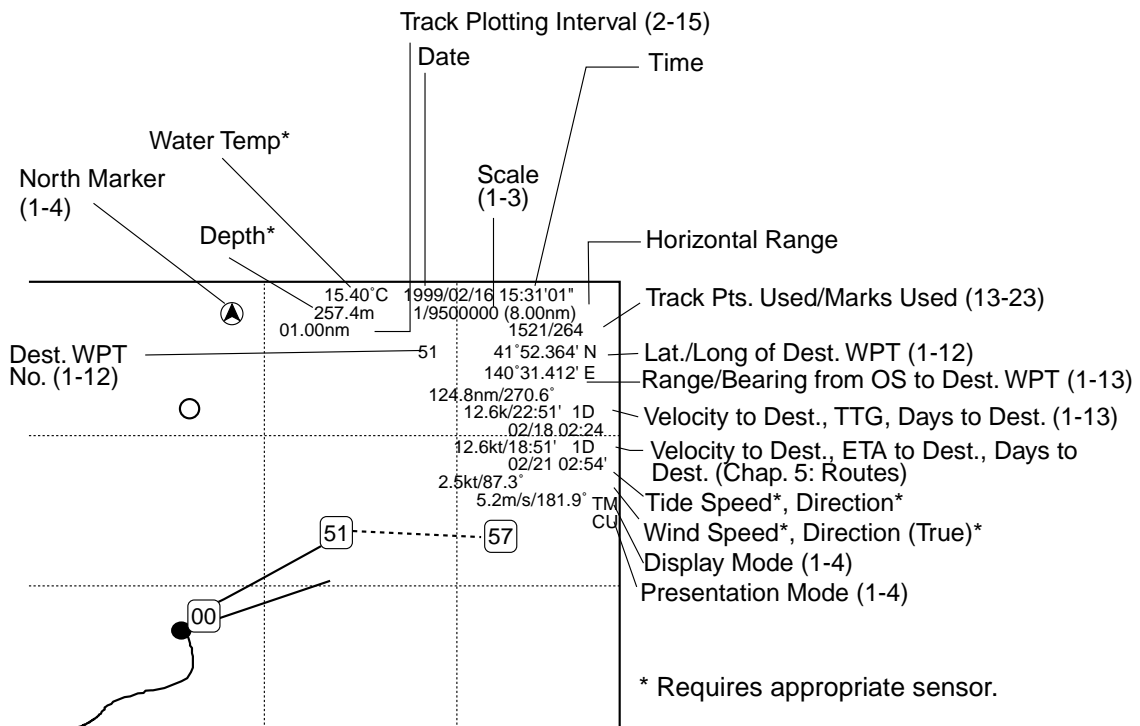 Track Plotting Interval (2-15)
Date
Time
Water Temp*
Scale
(1-3)
North Marker
(1-4)
Depth*
Horizontal Range
15.40°C 1999/02/16 15:31'01"
257.4m 1/9500000 (8.00nm)
01.00nm 1521/264
Track Pts. Used/Marks Used (13-23)
Dest. WPT
No. (1-12)
51 41°52.364' N
Lat./Long of Dest. WPT (1-12)
140°31.412' E
Range/Bearing from OS to Dest. WPT (1-13)
124.8nm/270.6°
12.6k/22:51' 1D
Velocity to Dest., TTG, Days to Dest. (1-13)
02/18 02:24
12.6kt/18:51' 1D
Velocity to Dest., ETA to Dest., Days to
Dest. (Chap. 5: Routes)
02/21 02:54'
2.5kt/87.3°
Tide Speed*, Direction*
5.2m/s/181.9° TM
CU
Wind Speed*, Direction (True)*
Display Mode (1-4)
Presentation Mode (1-4)
51
57
00
* Requires appropriate sensor.